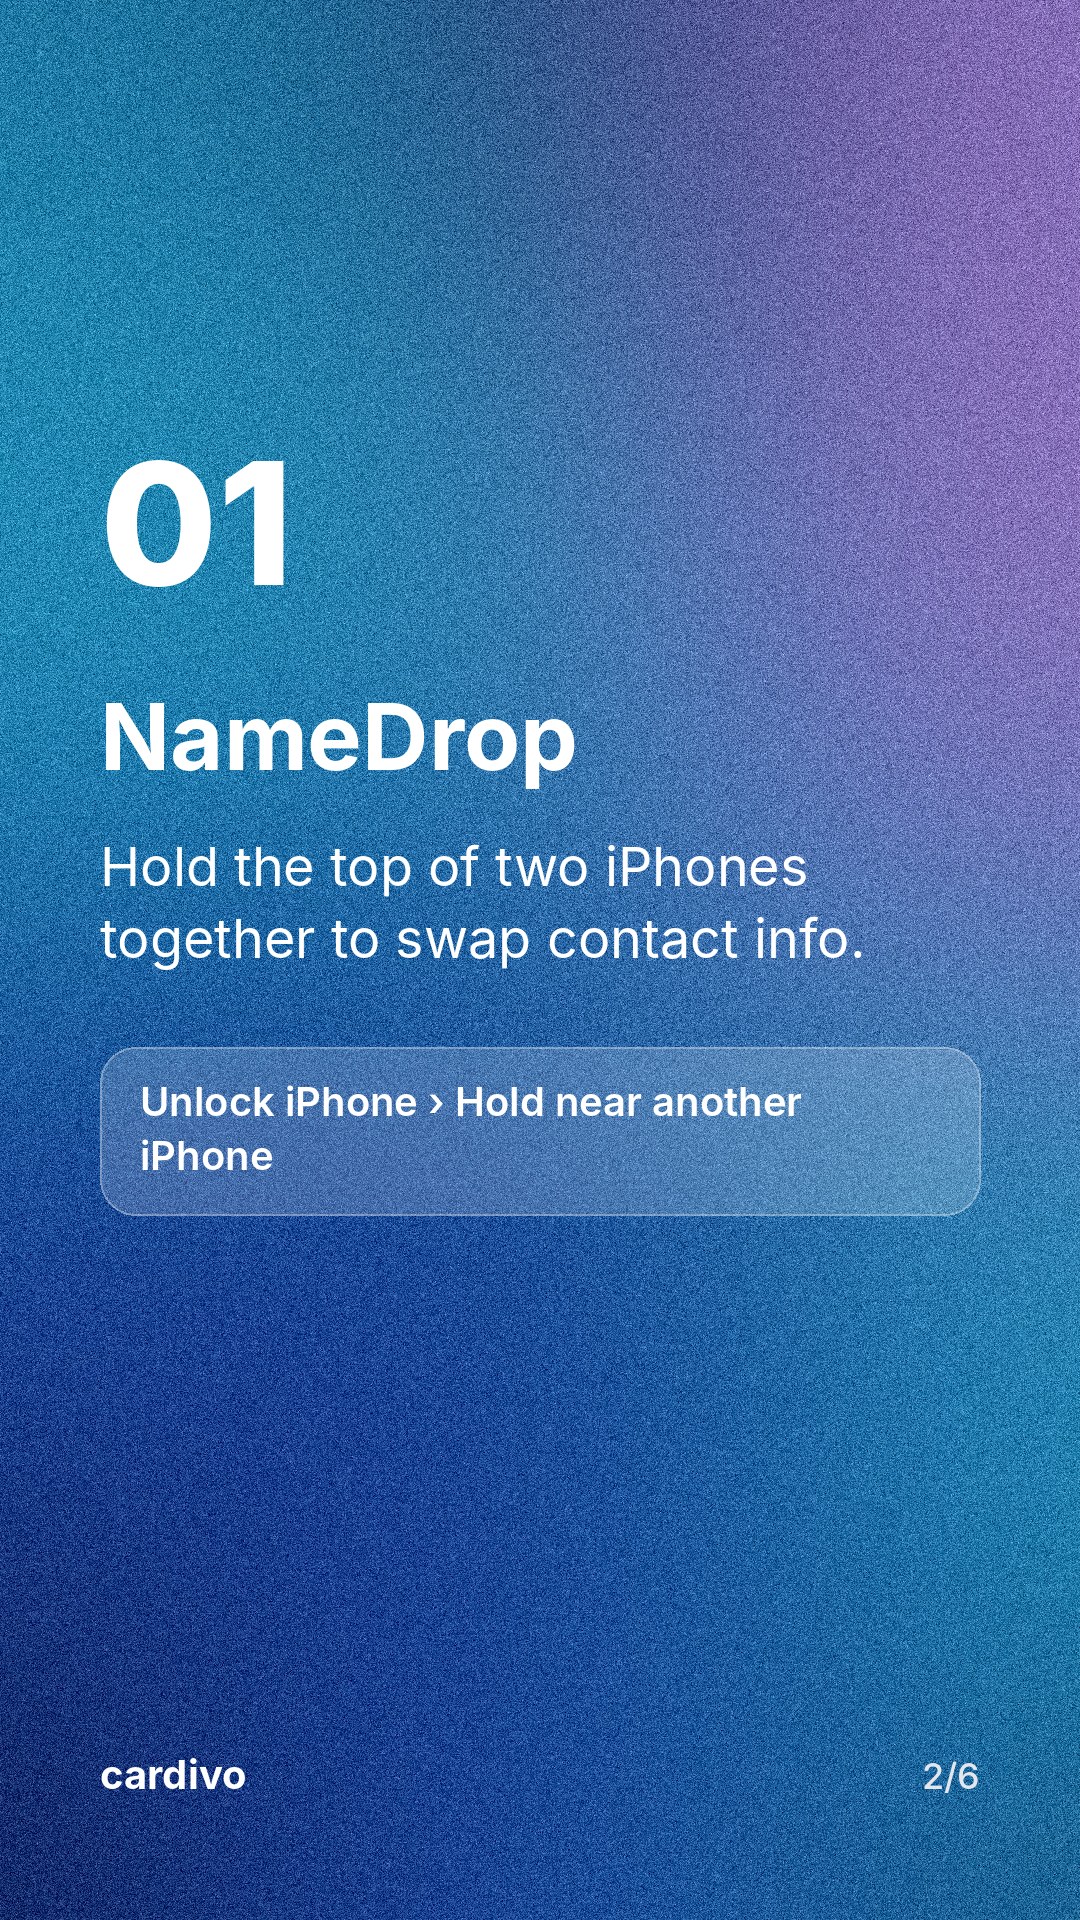 01
NameDrop
Hold the top of two iPhones
together to swap contact info.
Unlock iPhone › Hold near another
iPhone
cardivo
2/6